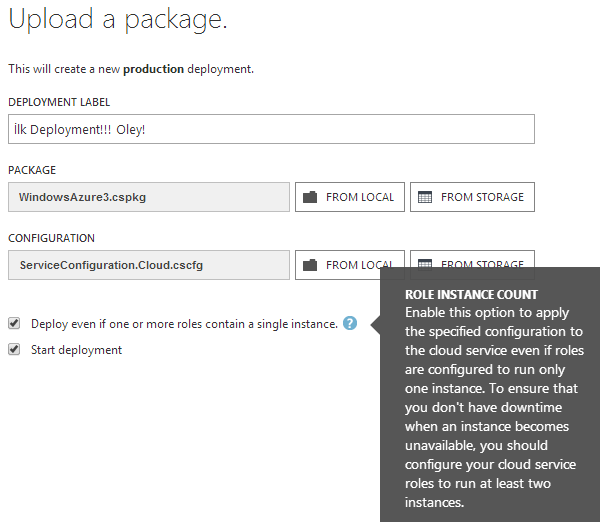 Upload a package.
This will create a new production deployment.
DEPLOYMENT LABEL
İlk Deployment!!! Oley!
PACKAGE
WindowsAzure3.cspkg
FROM LOCAL
FROM STORAGE
CONFIGURATION
ServiceConfiguration.Cloud.cscfg
FROM LOCAL
FROM STORAGE
Deploy even if one or more roles contain a single instance. ?
Start deployment
ROLE INSTANCE COUNT
Enable this option to apply
the specified configuration to
the cloud service even if roles
are configured to run only
one instance. To ensure that
you don't have downtime
when an instance becomes
unavailable, you should
configure your cloud service
roles to run at least two
instances.